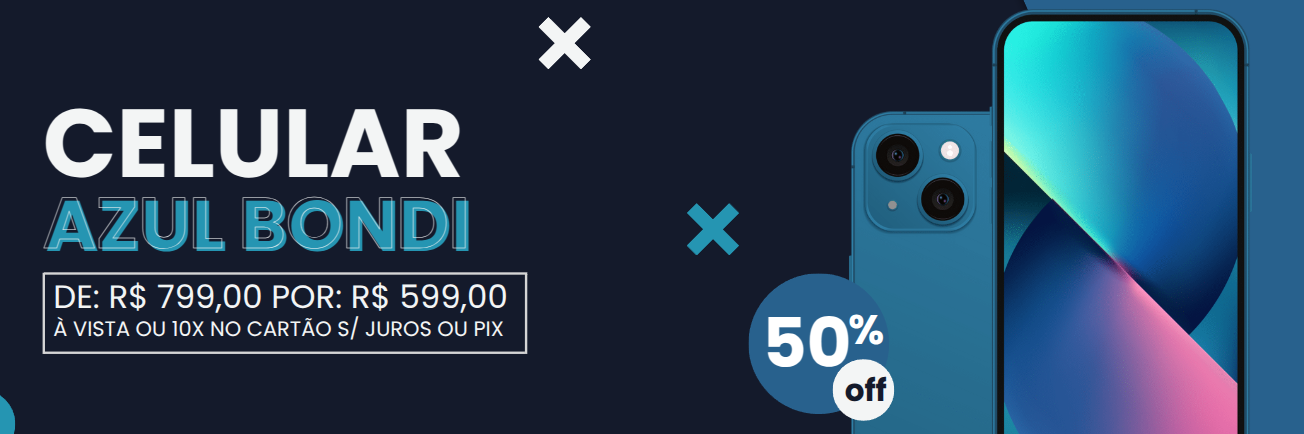 CELULAR
AZUL BONDI
DE: R$ 799,00 POR: R$ 599,00
À VISTA OU 10X NO CARTÃO S/ JUROS OU PIX
50%
off